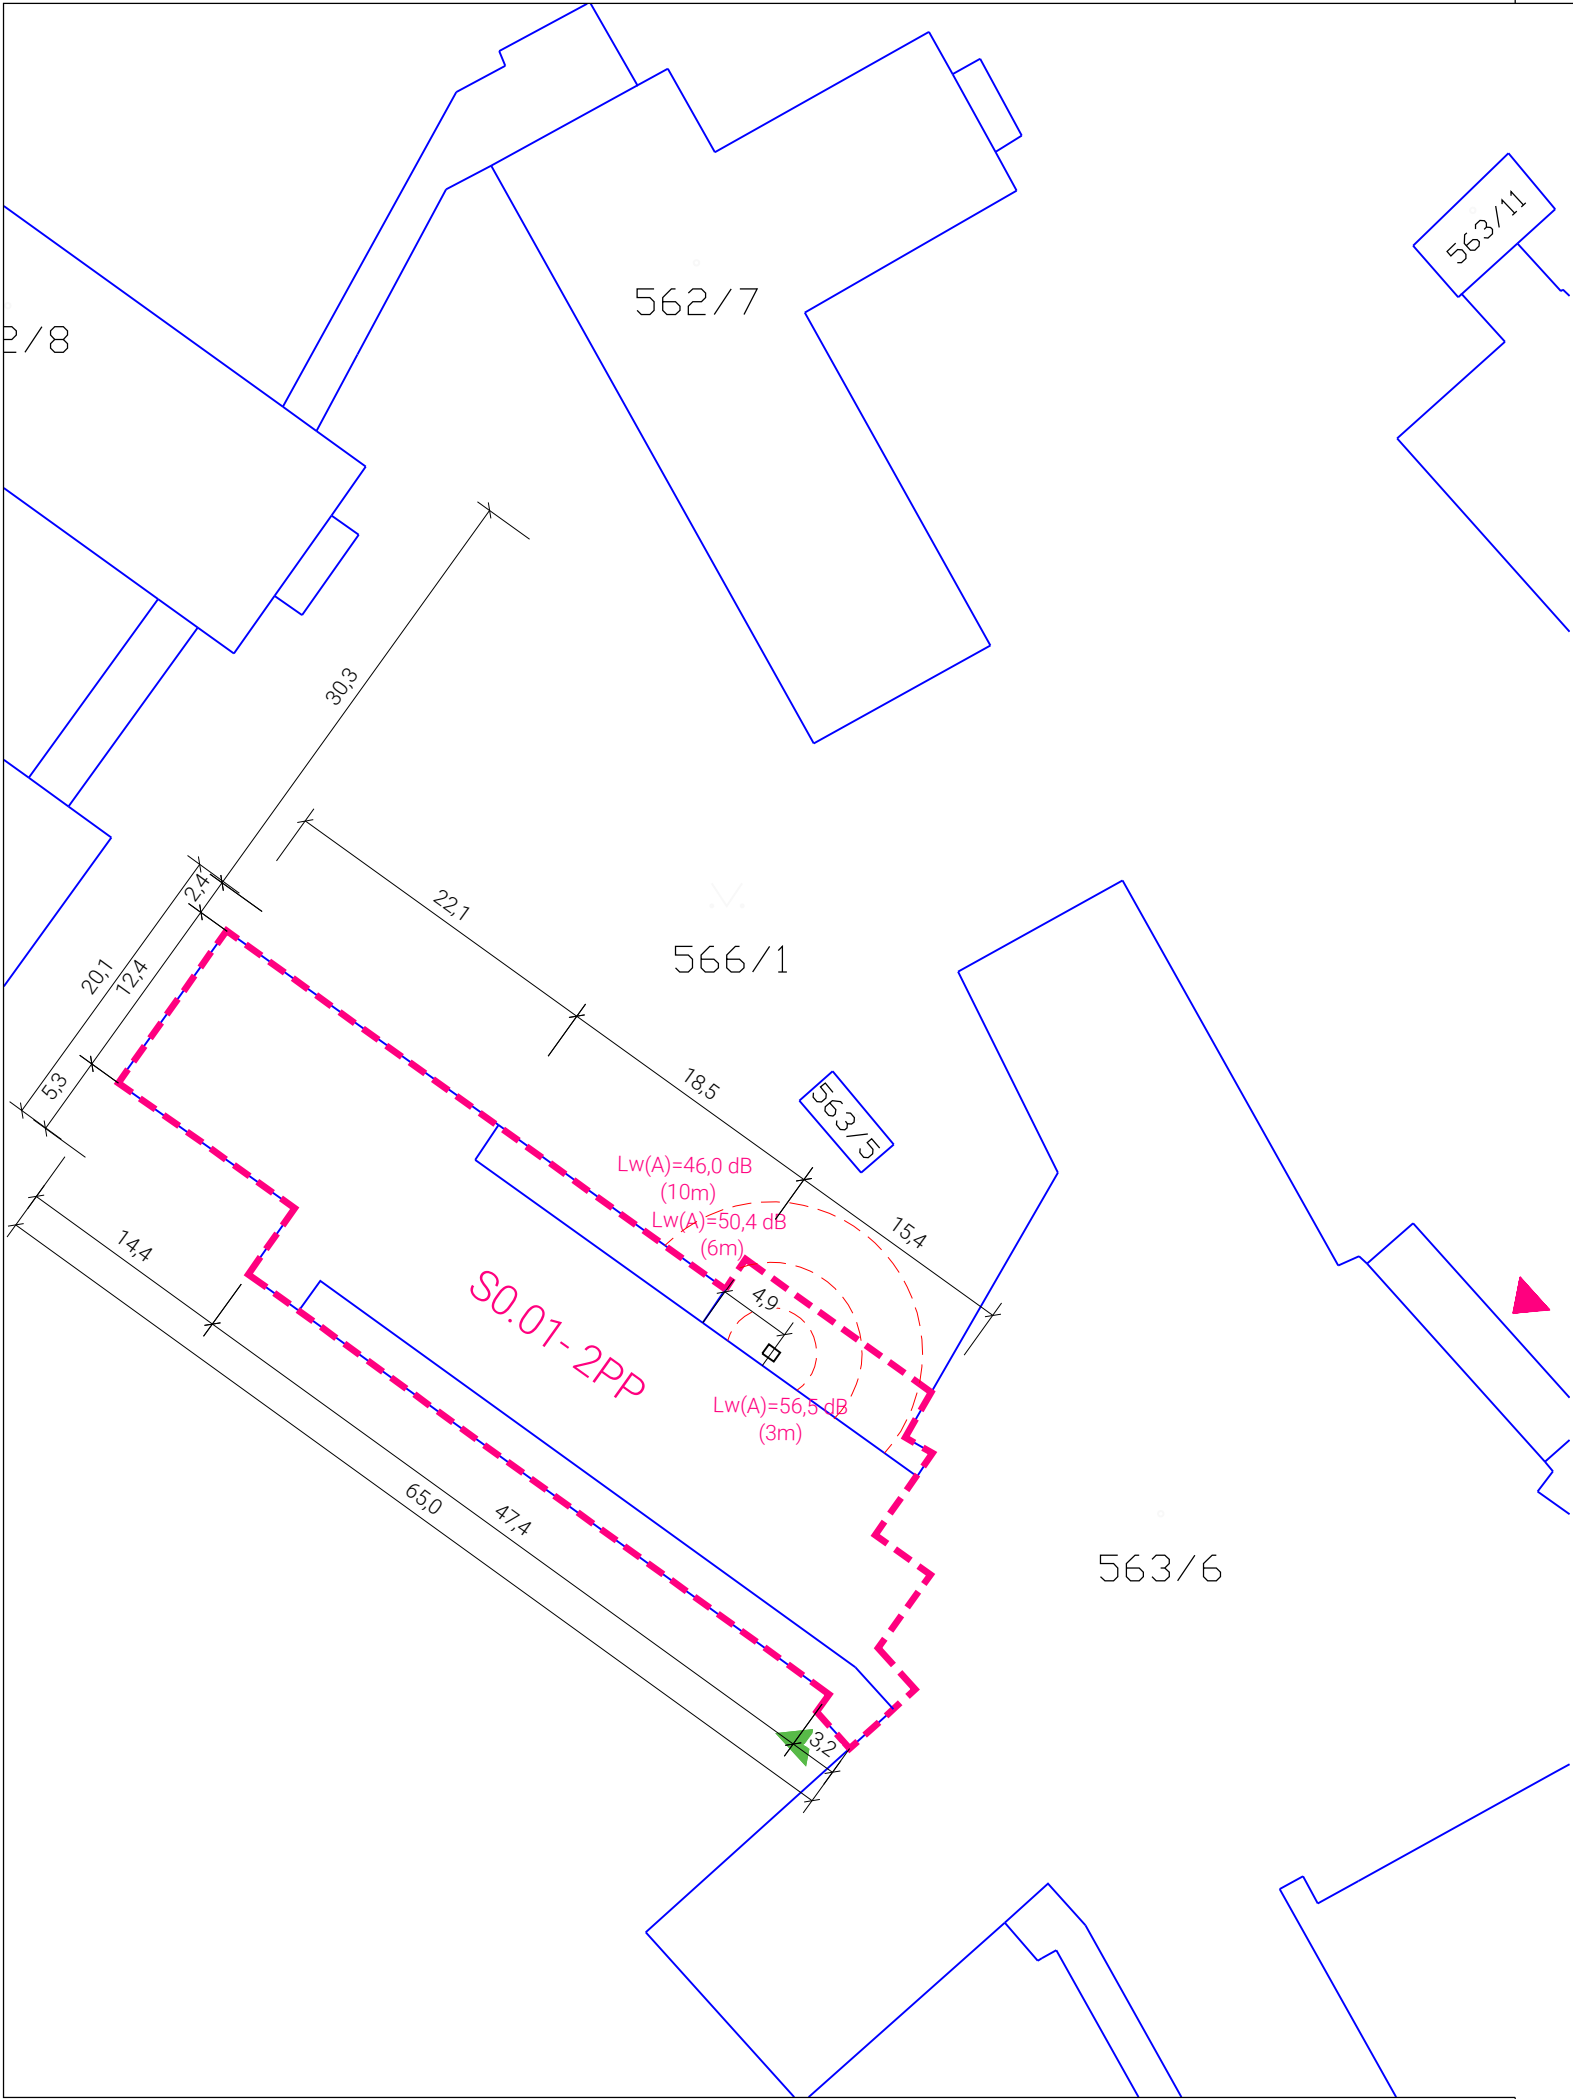 563/11
562/7
2/8
30,3
2,4
22,1
566/1
20,1
12,4
5,3
18,5
563/5
Lw(A)=46,0 dB
(10m)
Lw(A)=50,4 dB
(6m)
15,4
14,4
4,9
S0.01- 2PP
Lw(A)=56,5 dB
(3m)
65,0
47,4
563/6
3,2